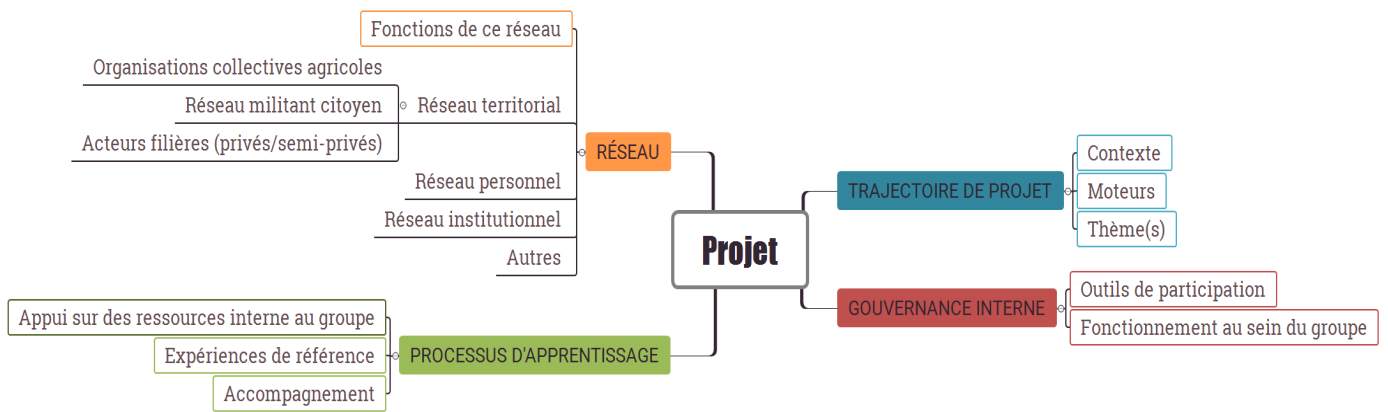 Projet
RÉSEAU
Fonctions de ce réseau
Réseau territorial
Organisations collectives agricoles
Réseau militant citoyen
Acteurs filières (privés/semi-privés)
Réseau personnel
Réseau institutionnel
Autres
PROCESSUS D'APPRENTISSAGE
Appui sur des ressources interne au groupe
Expériences de référence
Accompagnement
TRAJECTOIRE DE PROJET
Contexte
Moteurs
Thème(s)
GOUVERNANCE INTERNE
Outils de participation
Fonctionnement au sein du groupe